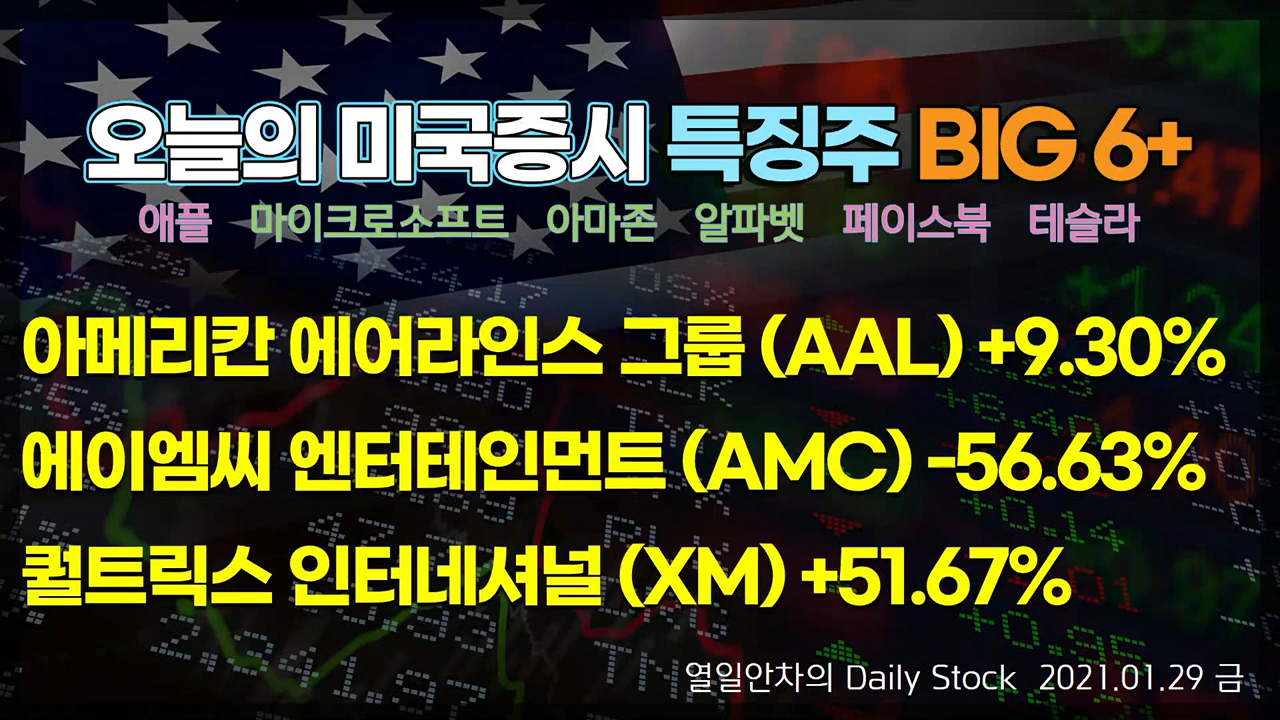 오늘의 미국증시 특징주 BIG 6+
애플 마이크로소프트 아마존 알파벳 페이스북 테슬라
아메리칸 에어라인스 그룹 (AAL) +9.30%
에이엠씨 엔터테인먼트 (AMC) -56.63%
퀄트릭스 인터네셔널 (XM) +51.67%
열일안차의 Daily Stock 2021.01.29 금